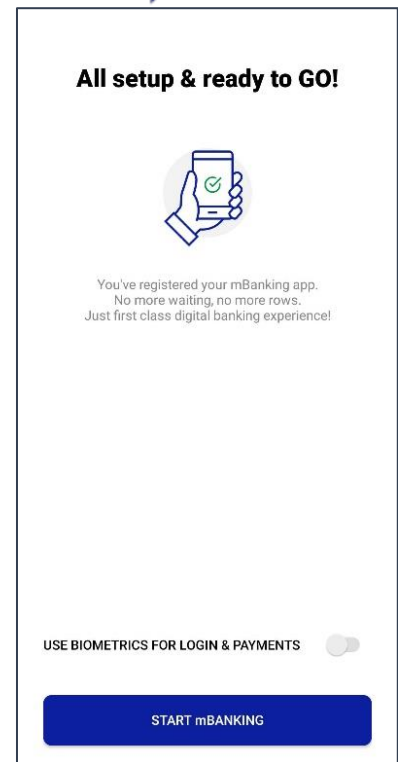 All setup & ready to GO!
You've registered your mBanking app.
No more waiting, no more rows.
Just first class digital banking experience!
USE BIOMETRICS FOR LOGIN & PAYMENTS
START mBANKING